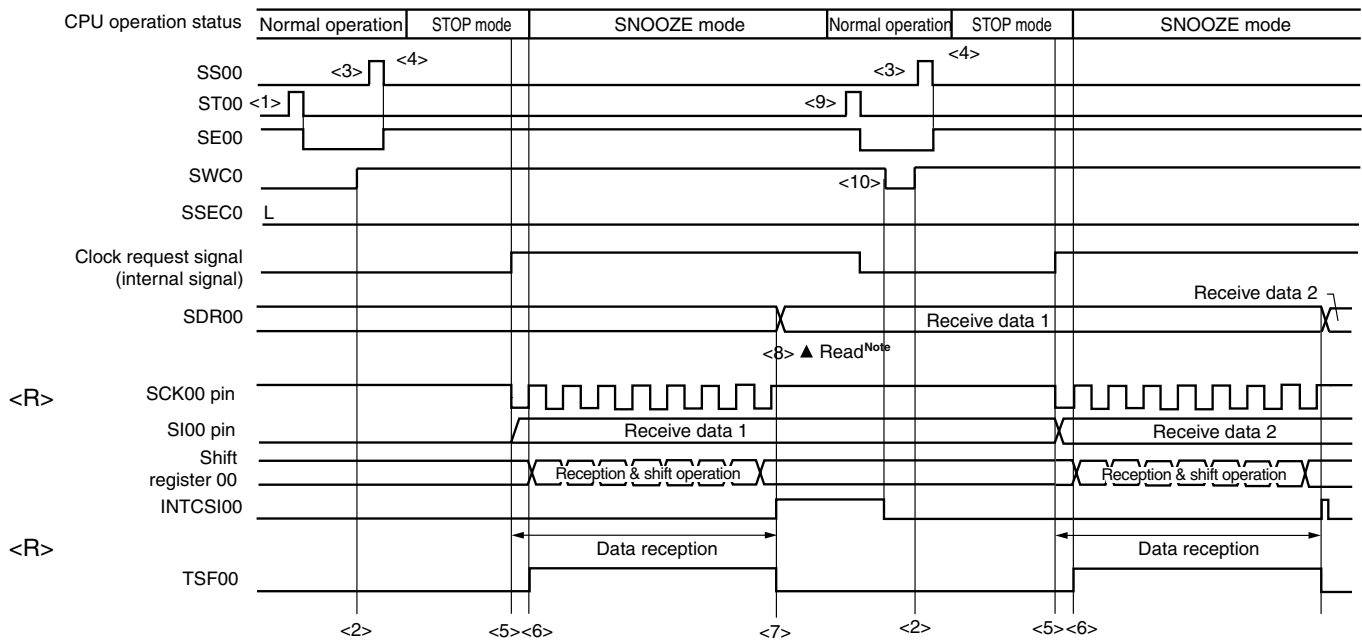 CPU operation status Normal operation STOP mode SNOOZE mode Normal operation STOP mode SNOOZE mode
SS00 <3> <4> <3> <4>
ST00 <1> <9>
SE00
SWC0 <10>
SSEC0 L
Clock request signal
(internal signal)
Receive data 2
SDR00 Receive data 1
<8> ▲ Read Note
<R> SCK00 pin
SI00 pin Receive data 1 Receive data 2
Shift
register 00 Reception & shift operation Reception & shift operation
INTCSI00
<R> Data reception Data reception
TSF00
<2> <5><6> <7> <2> <5><6>